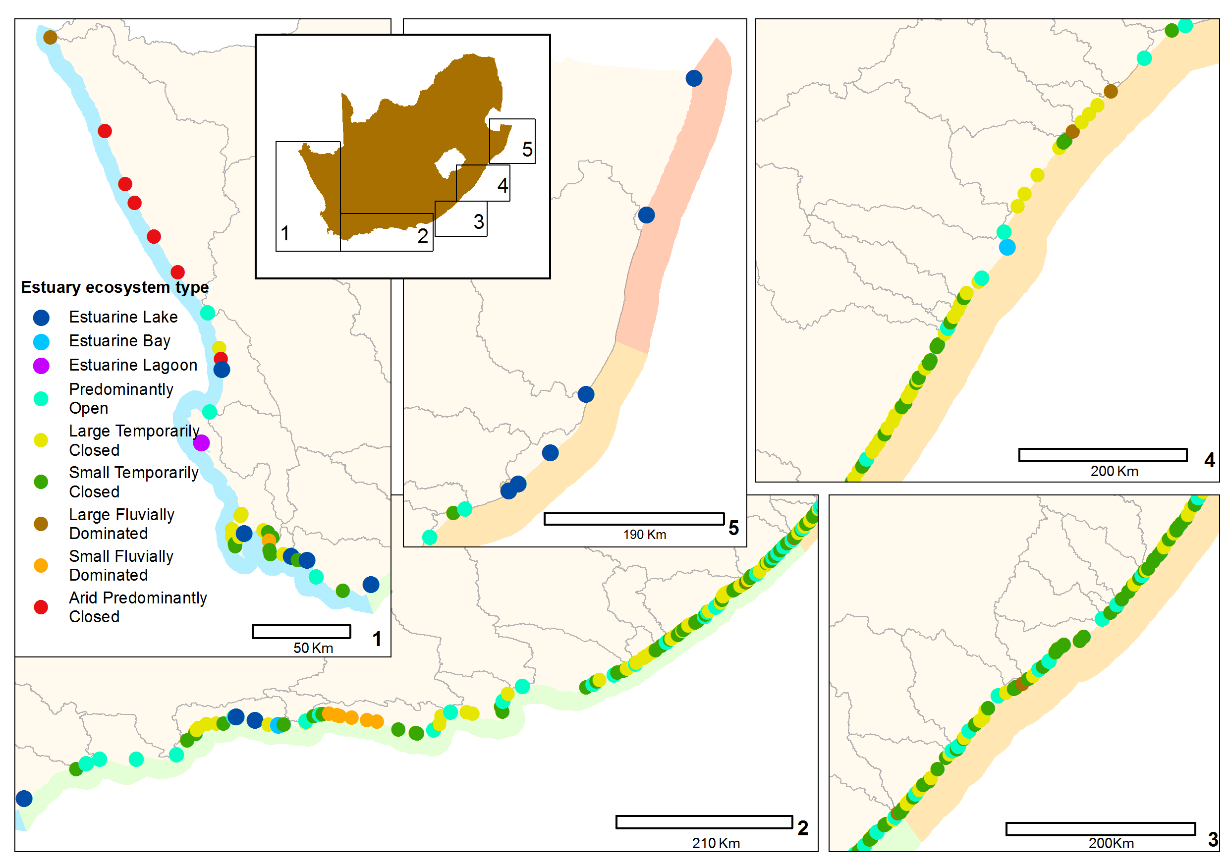 1
2
3
4
5
Estuary ecosystem type
Estuarine Lake
Estuarine Bay
Estuarine Lagoon
Predominantly
Open
Large Temporarily
Closed
Small Temporarily
Closed
Large Fluvially
Dominated
Small Fluvially
Dominated
Arid Predominantly
Closed
50 Km
1
190 Km
5
200 Km
4
210 Km
2
200Km
3